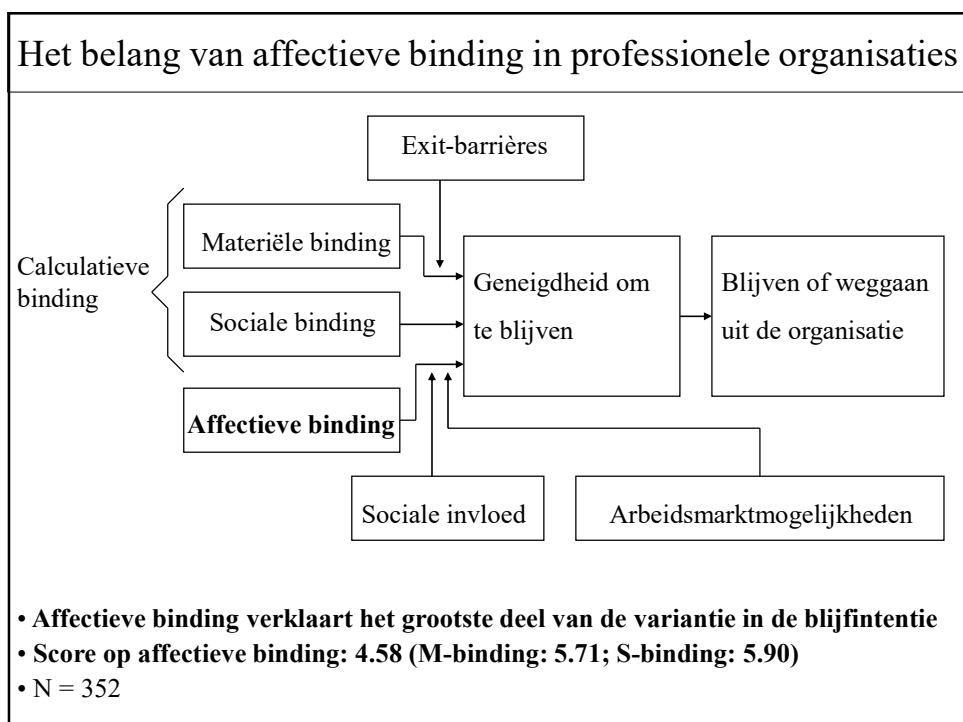 Het belang van affectieve binding in professionele organisaties
Exit-barrières
Materiële binding
Calculatieve
binding
Sociale binding
Affectieve binding
Geneigdheid om
te blijven
Blijven of weggaan
uit de organisatie
Sociale invloed
Arbeidsmarktmogelijkheden
• Affectieve binding verklaart het grootste deel van de variantie in de blijfintentie
• Score op affectieve binding: 4.58 (M-binding: 5.71; S-binding: 5.90)
• N = 352